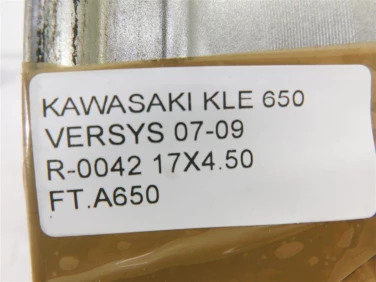 KAWASAKI KLE 650
VERSYS 07-09
R-0042 17X4.50
FT.A650